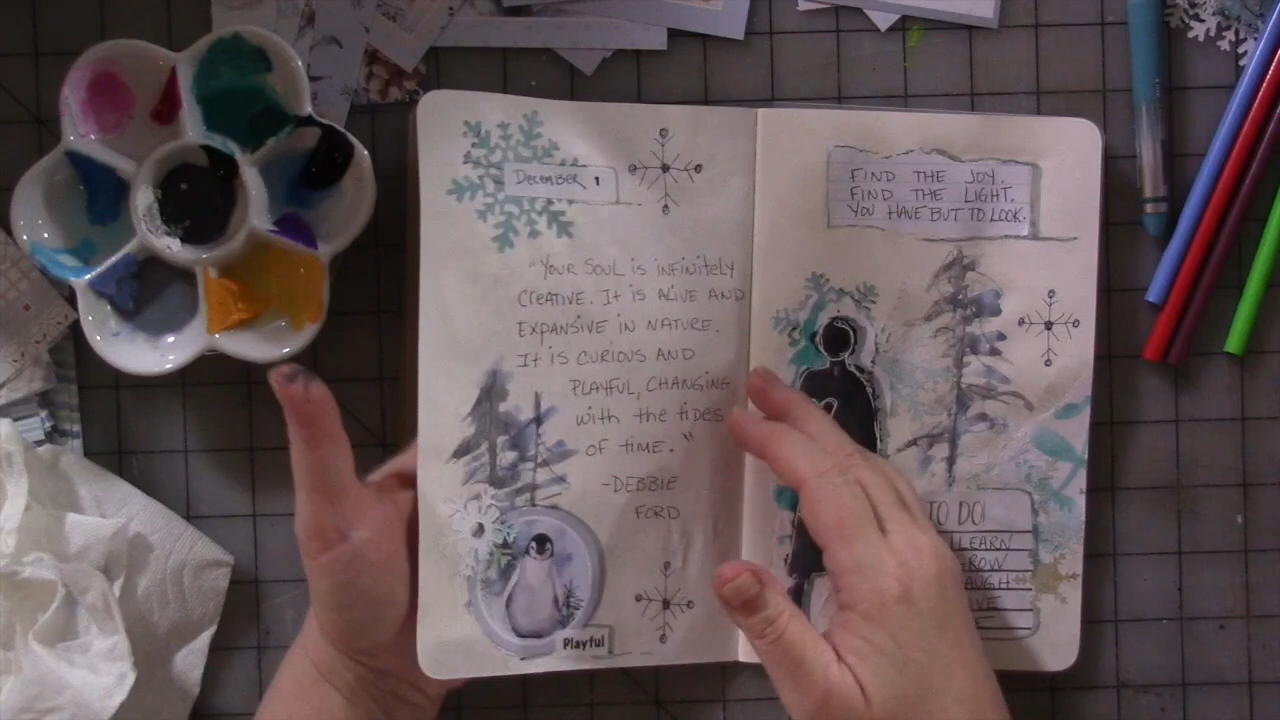 December 1
"Your soul is infinitely
creative. It is alive and
expansive in nature.
It is curious and
playful, changing
with the tides
of time."
-Debbie
Ford
Playful
FIND THE JOY.
FIND THE LIGHT.
YOU HAVE BUT TO LOOK.
TO DO!
LEARN